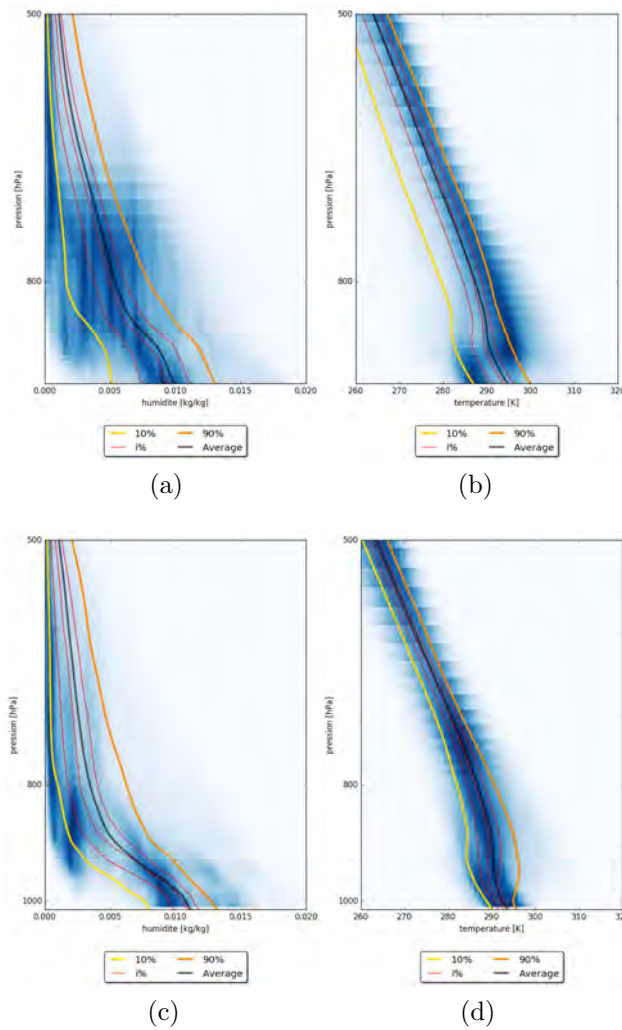 500
800
pression [hPa]
0.000 0.005 0.010 0.015 0.020
humidite [kg/kg]
10% 90%
i% Average
(a)
500
800
pression [hPa]
260 270 280 290 300 310 320
temperature [K]
10% 90%
i% Average
(b)
500
800
1000
pression [hPa]
0.000 0.005 0.010 0.015 0.020
humidite [kg/kg]
10% 90%
i% Average
(c)
500
800
1000
pression [hPa]
260 270 280 290 300 310 320
temperature [K]
10% 90%
i% Average
(d)